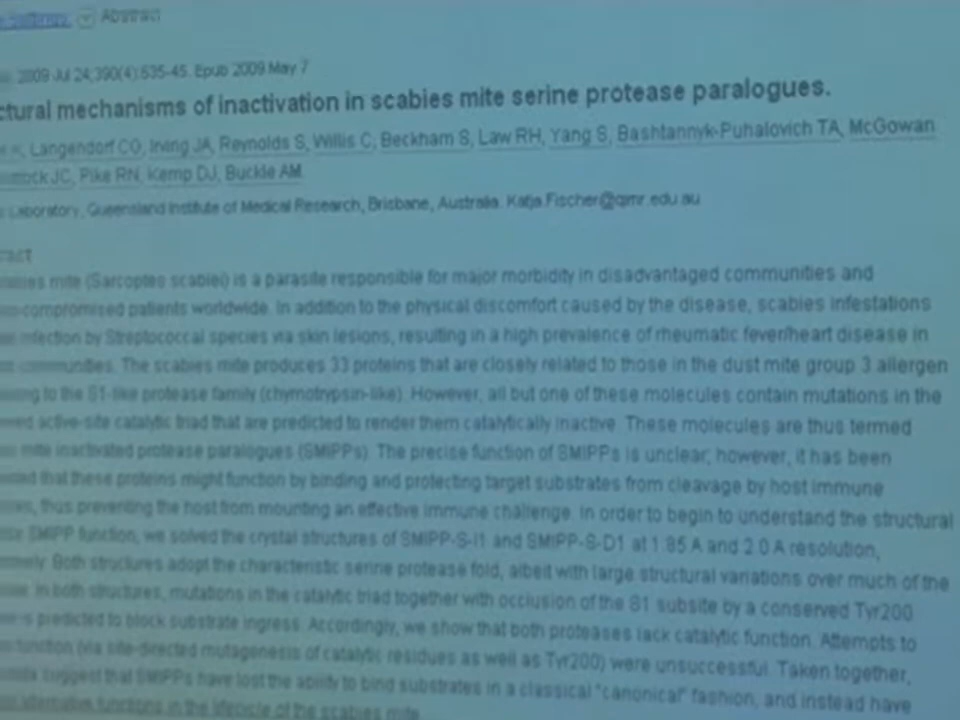 Abstract
2009 Jul 24;390(4):635-45. Epub 2009 May 7
ctural mechanisms of inactivation in scabies mite serine protease paralogues.
Langendorf CG, Irving JA, Reynolds S, Willis C, Beckham S, Law RH, Yang S, Bashtannyk-Puhalovich TA, McGowan
JC, Pike RN, Kemp DJ, Buckle AM.
Laboratory, Queensland Institute of Medical Research, Brisbane, Australia. Katja.Fischer@qimr.edu.au
ract
mite (Sarcoptes scabiei) is a parasite responsible for major morbidity in disadvantaged communities and
compromised patients worldwide. In addition to the physical discomfort caused by the disease, scabies infestations
infection by Streptococcal species via skin lesions, resulting in a high prevalence of rheumatic fever/heart disease in
communities. The scabies mite produces 33 proteins that are closely related to those in the dust mite group 3 allergen
to the S1-like protease family (chymotrypsin-like). However, all but one of these molecules contain mutations in the
active-site catalytic triad that are predicted to render them catalytically inactive. These molecules are thus termed
mite inactivated protease paralogues (SMIPPs). The precise function of SMIPPs is unclear; however, it has been
that these proteins might function by binding and protecting target substrates from cleavage by host immune
thus preventing the host from mounting an effective immune challenge. In order to begin to understand the structural
SMIPP function, we solved the crystal structures of SMIPP-S-I1 and SMIPP-S-D1 at 1.85 A and 2.0 A resolution,
Both structures adopt the characteristic serine protease fold, albeit with large structural variations over much of the
In both structures, mutations in the catalytic triad together with occlusion of the S1 subsite by a conserved Tyr200
is predicted to block substrate ingress. Accordingly, we show that both proteases lack catalytic function. Attempts to
function (via site-directed mutagenesis of catalytic residues as well as Tyr200) were unsuccessful. Taken together,
suggest that SMIPPs have lost the ability to bind substrates in a classical "canonical" fashion, and instead have
alternative functions in the lifecycle of the scabies mite.